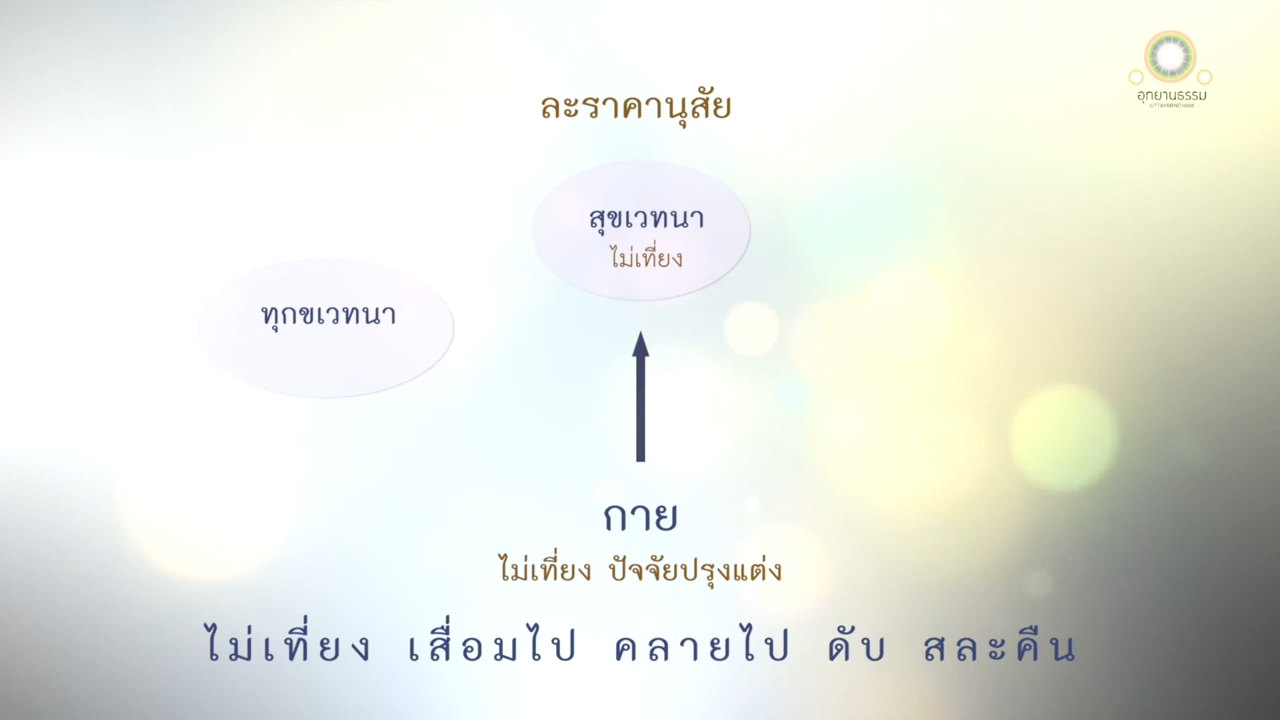 อุทยานธรรม
UTTAYARNDHAM
ละราคานุสัย
สุขเวทนา
ไม่เที่ยง
ทุกขเวทนา
กาย
ไม่เที่ยง ปัจจัยปรุงแต่ง
ไม่เที่ยง เสื่อมไป คลายไป ดับ สละคืน